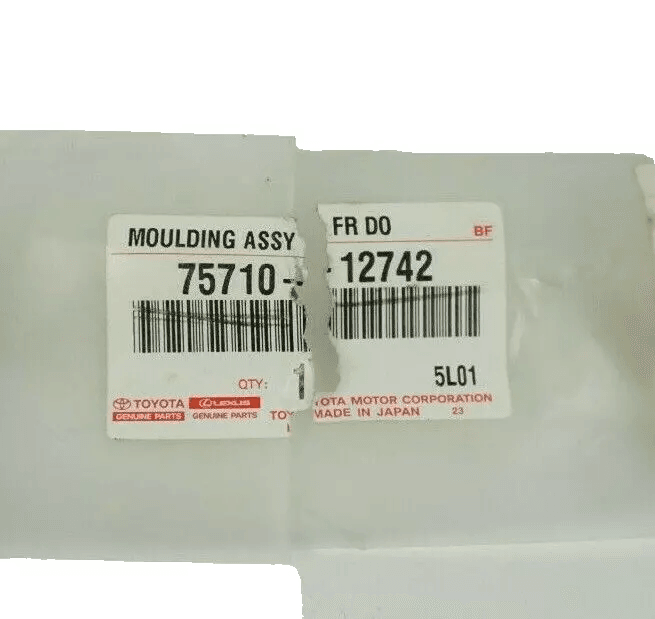 MOULDING ASSY FR DO
BF
75710-12742
QTY: 1
5L01
TOYOTA LEXUS
GENUINE PARTS GENUINE PARTS
OTA MOTOR CORPORATION
MADE IN JAPAN 23